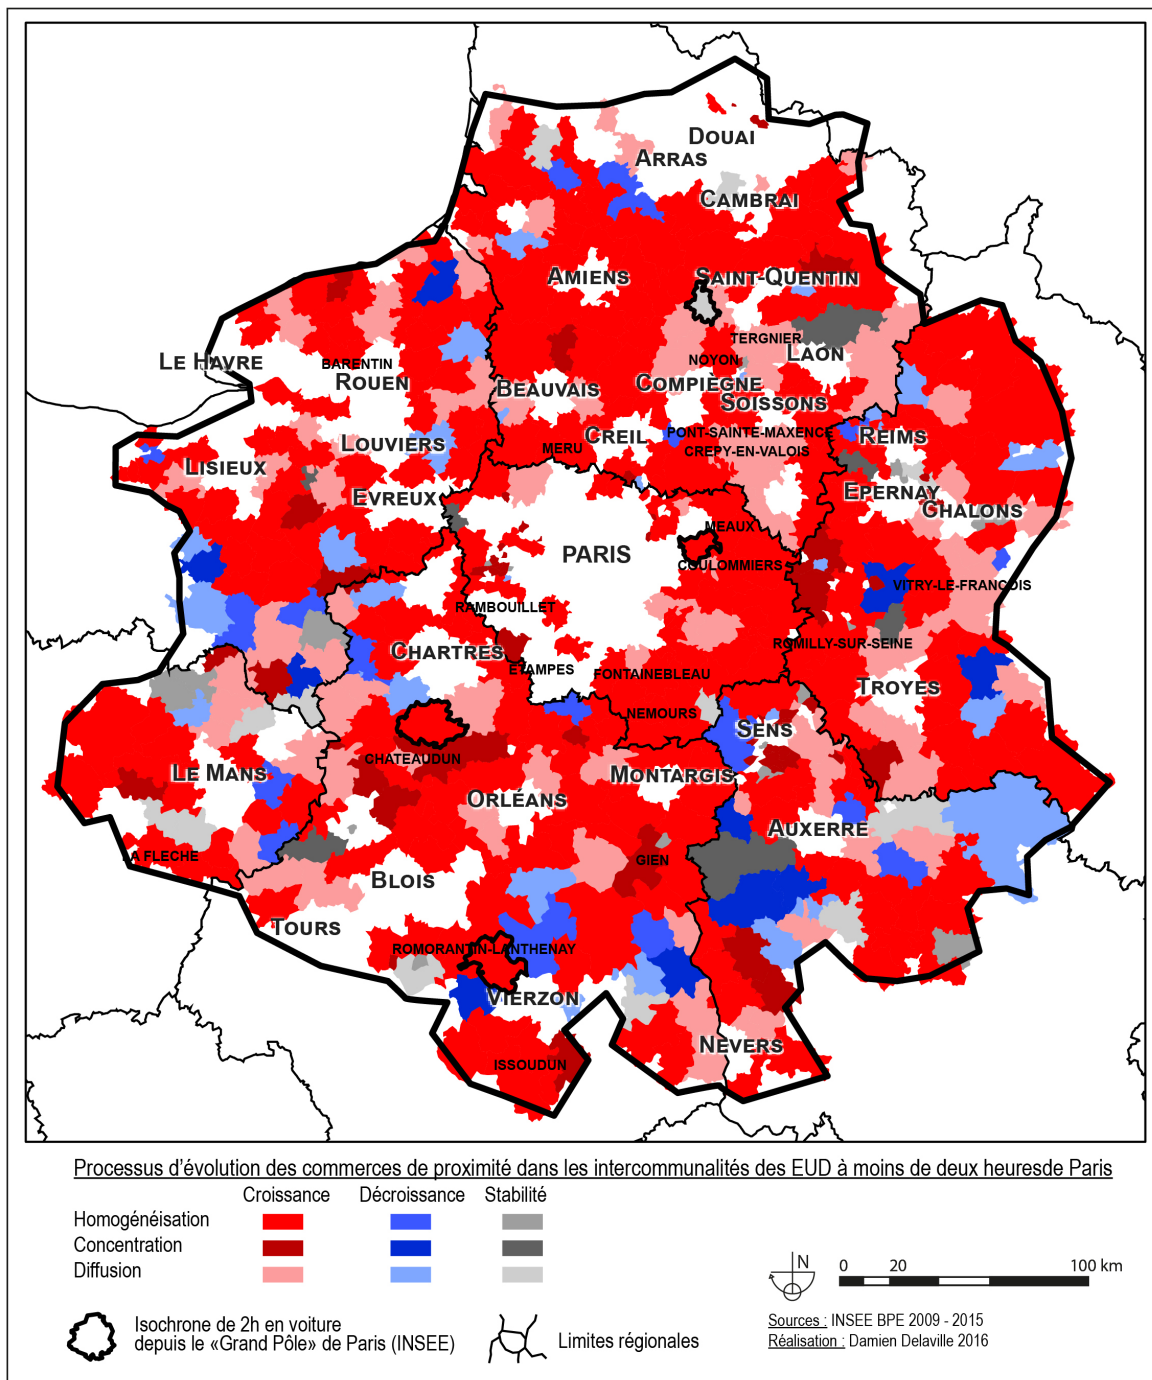 DOUAI
ARRAS
CAMBRAI
AMIENS
SAINT-QUENTIN
TERGNIER
LE HAVRE
BARENTIN
NOYON
LAON
ROUEN
BEAUVAIS
COMPIÈGNE
SOISSONS
LOUVIERS
CREIL
PONT-SAINTE-MAXENCE
REIMS
MERU
CREPY-EN-VALOIS
LISIEUX
EVREUX
EPERNAY
CHALONS
MEAUX
PARIS
COULOMMIERS
VITRY-LE-FRANCOIS
RAMBOUILLET
ROMILLY-SUR-SEINE
CHARTRES
ETAMPES
FONTAINEBLEAU
TROYES
NEMOURS
SENS
CHATEAUDUN
LE MANS
MONTARGIS
ORLÉANS
AUXERRE
LA FLECHE
GIEN
BLOIS
TOURS
ROMORANTIN-LANTHENAY
VIERZON
NEVERS
ISSOUDUN
Processus d'évolution des commerces de proximité dans les intercommunalités des EUD à moins de deux heuresde Paris
Croissance Décroissance Stabilité
Homogénéisation
Concentration
Diffusion
N
0 20 100 km
Isochrone de 2h en voiture
depuis le «Grand Pôle» de Paris (INSEE)
Limites régionales
Sources : INSEE BPE 2009 - 2015
Réalisation : Damien Delaville 2016